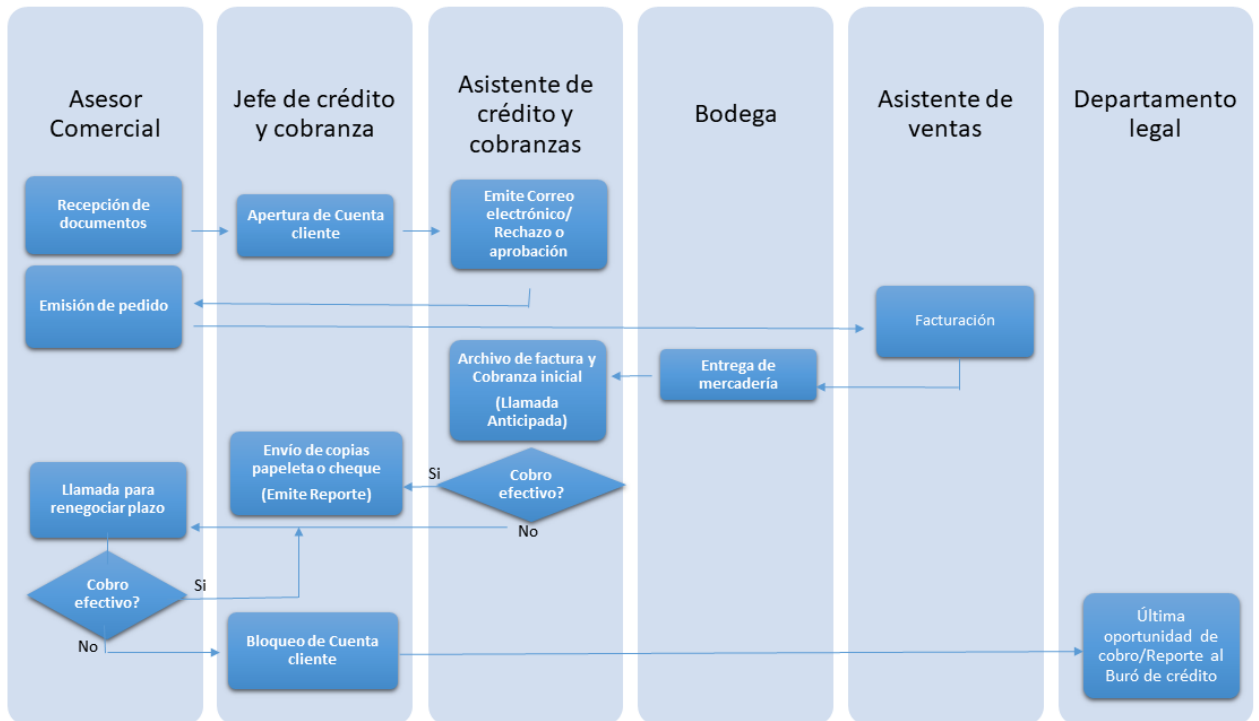 Asesor
Comercial
Jefe de crédito
y cobranza
Asistente de
crédito y
cobranzas
Bodega
Asistente de
ventas
Departamento
legal
Recepción de
documentos
Apertura de Cuenta
cliente
Emite Correo
electrónico/
Rechazo o
aprobación
Emisión de pedido
Facturación
Entrega de
mercadería
Archivo de factura y
Cobranza inicial
(Llamada
Anticipada)
Cobro
efectivo?
Si
No
Envío de copias
papeleta o cheque
(Emite Reporte)
Llamada para
renegociar plazo
Cobro
efectivo?
Si
No
Bloqueo de Cuenta
cliente
Última
oportunidad de
cobro/Reporte al
Buró de crédito